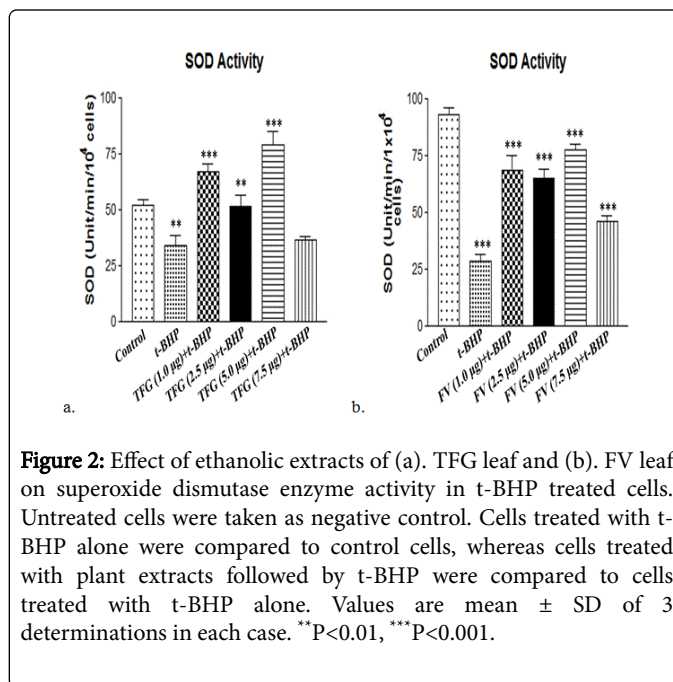 SOD Activity
SOD (Unit/min/10⁴ cells)
100
75
50
25
0
***
**
***
**
***
Control
t-BHP
TFG (1.0 µg)+t-BHP
TFG (2.5 µg)+t-BHP
TFG (5.0 µg)+t-BHP
TFG (7.5 µg)+t-BHP
a.
SOD Activity
SOD (Unit/min/1x10⁴
cells)
100
75
50
25
0
***
***
***
***
***
Control
t-BHP
FV (1.0 µg)+t-BHP
FV (2.5 µg)+t-BHP
FV (5.0 µg)+t-BHP
FV (7.5 µg)+t-BHP
b.
Figure 2: Effect of ethanolic extracts of (a). TFG leaf and (b). FV leaf
on superoxide dismutase enzyme activity in t-BHP treated cells.
Untreated cells were taken as negative control. Cells treated with t-
BHP alone were compared to control cells, whereas cells treated
with plant extracts followed by t-BHP were compared to cells
treated with t-BHP alone. Values are mean ± SD of 3
determinations in each case. **P<0.01, ***P<0.001.